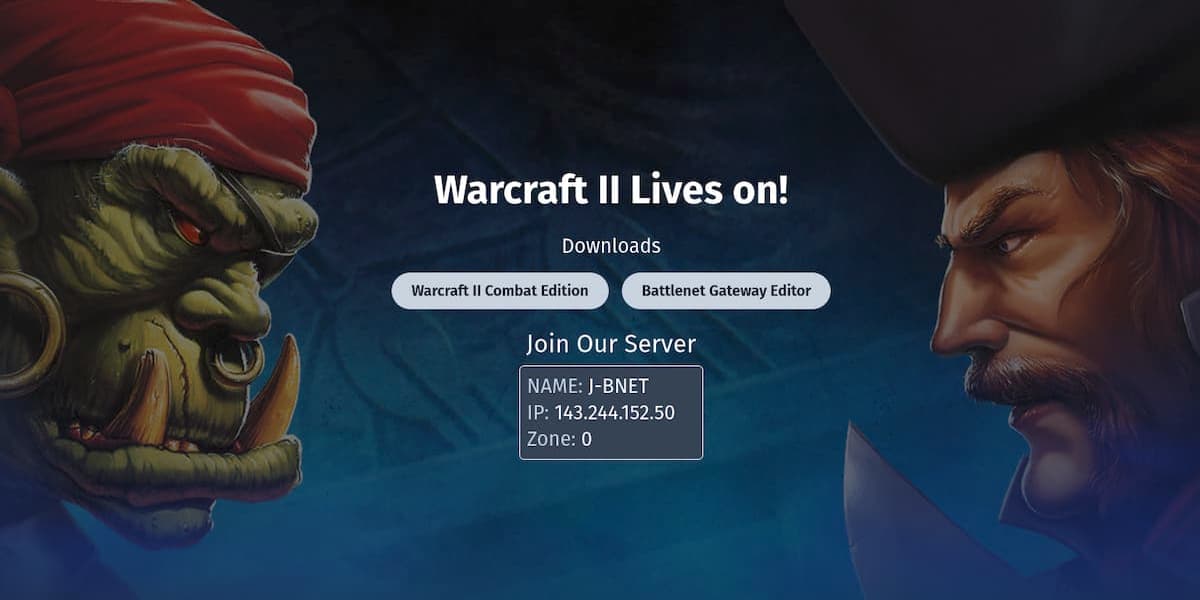 Warcraft II Lives on!
Downloads
Warcraft II Combat Edition
Battlenet Gateway Editor
Join Our Server
NAME: J-BNET
IP: 143.244.152.50
Zone: 0